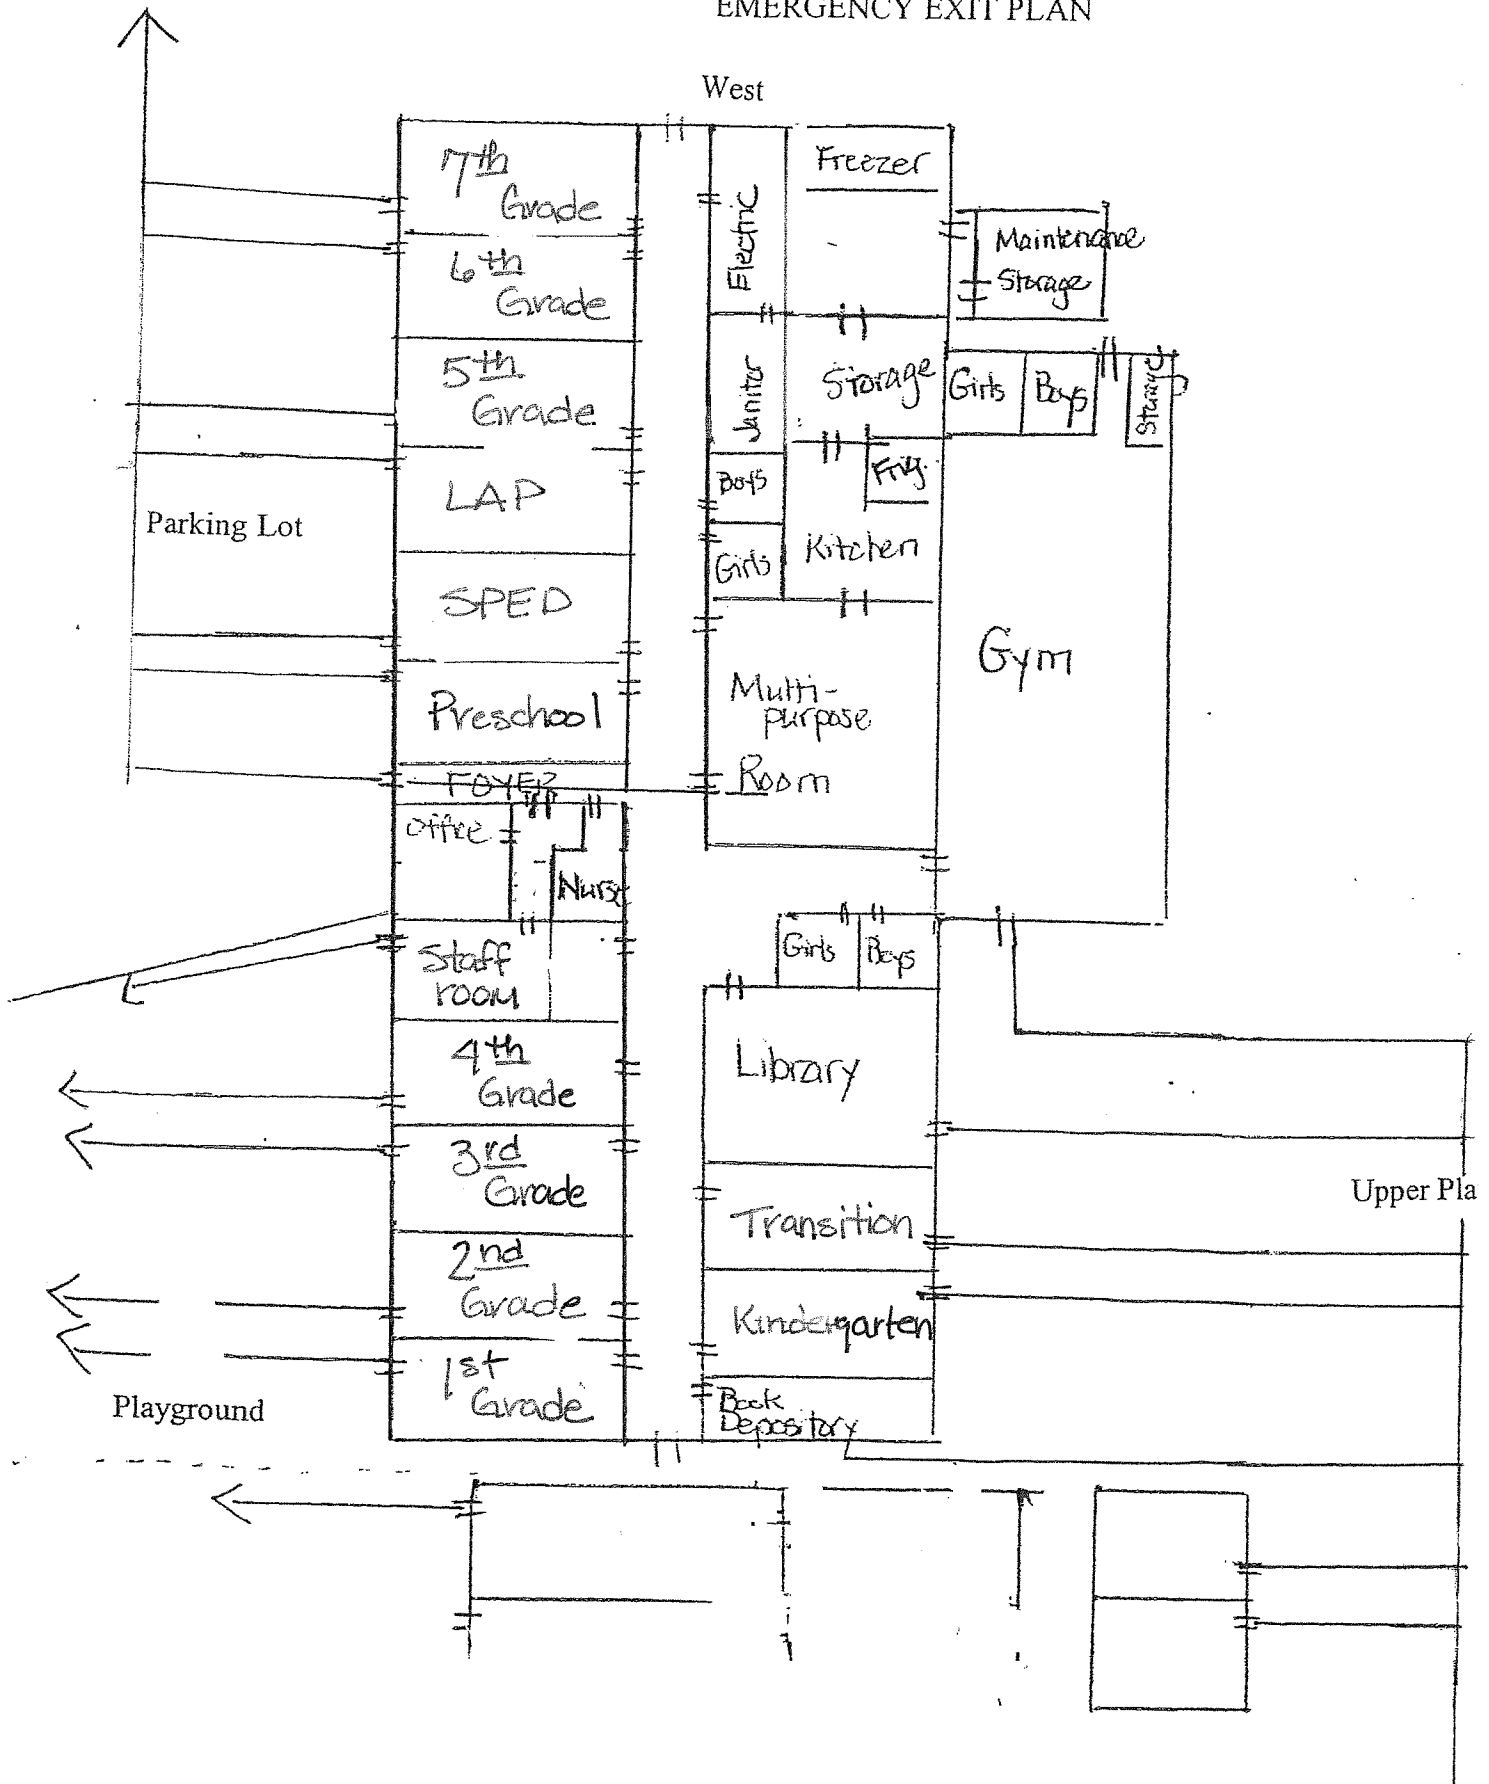 EMERGENCY EXIT PLAN
West
7th
Grade
Freezer
Electric
Maintenance
Storage
6th
Grade
5th
Grade
Janitor
Storage
Girls
Boys
Storage
LAP
Boys
Frig.
Parking Lot
Girls
Kitchen
SPED
Gym
Preschool
Multi-
purpose
Room
FOYER
Office
Nurse
Staff
room
Girls
Boys
4th
Grade
Library
3rd
Grade
Transition
Upper Pla
2nd
Grade
Kindergarten
1st
Grade
Book
Depository
Playground